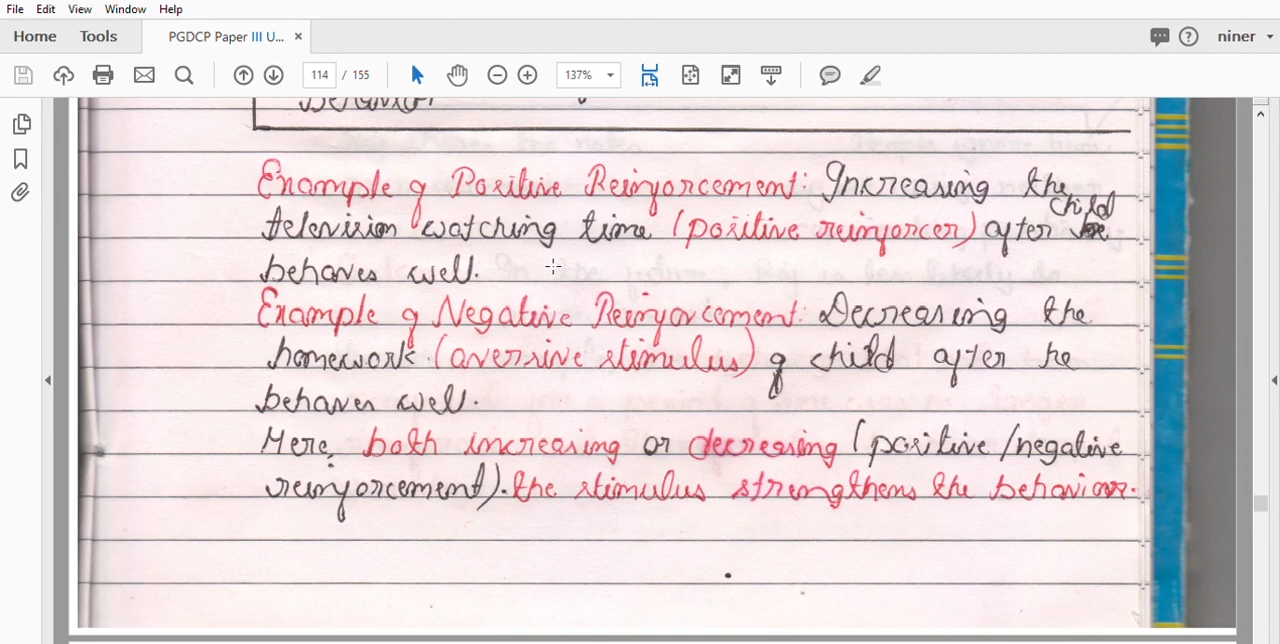 File Edit View Window Help
Home Tools PGDCP Paper III U... × niner
114 / 155 137%
Behavior
Example of Positive Reinforcement: Increasing the
child
television watching time (positive reinforcer) after
behaves well.
Example of Negative Reinforcement: Decreasing the
homework (aversive stimulus) of child after he
behaves well.
Here, both increasing or decreasing (positive/negative
reinforcement). the stimulus strengthens the behaviour.